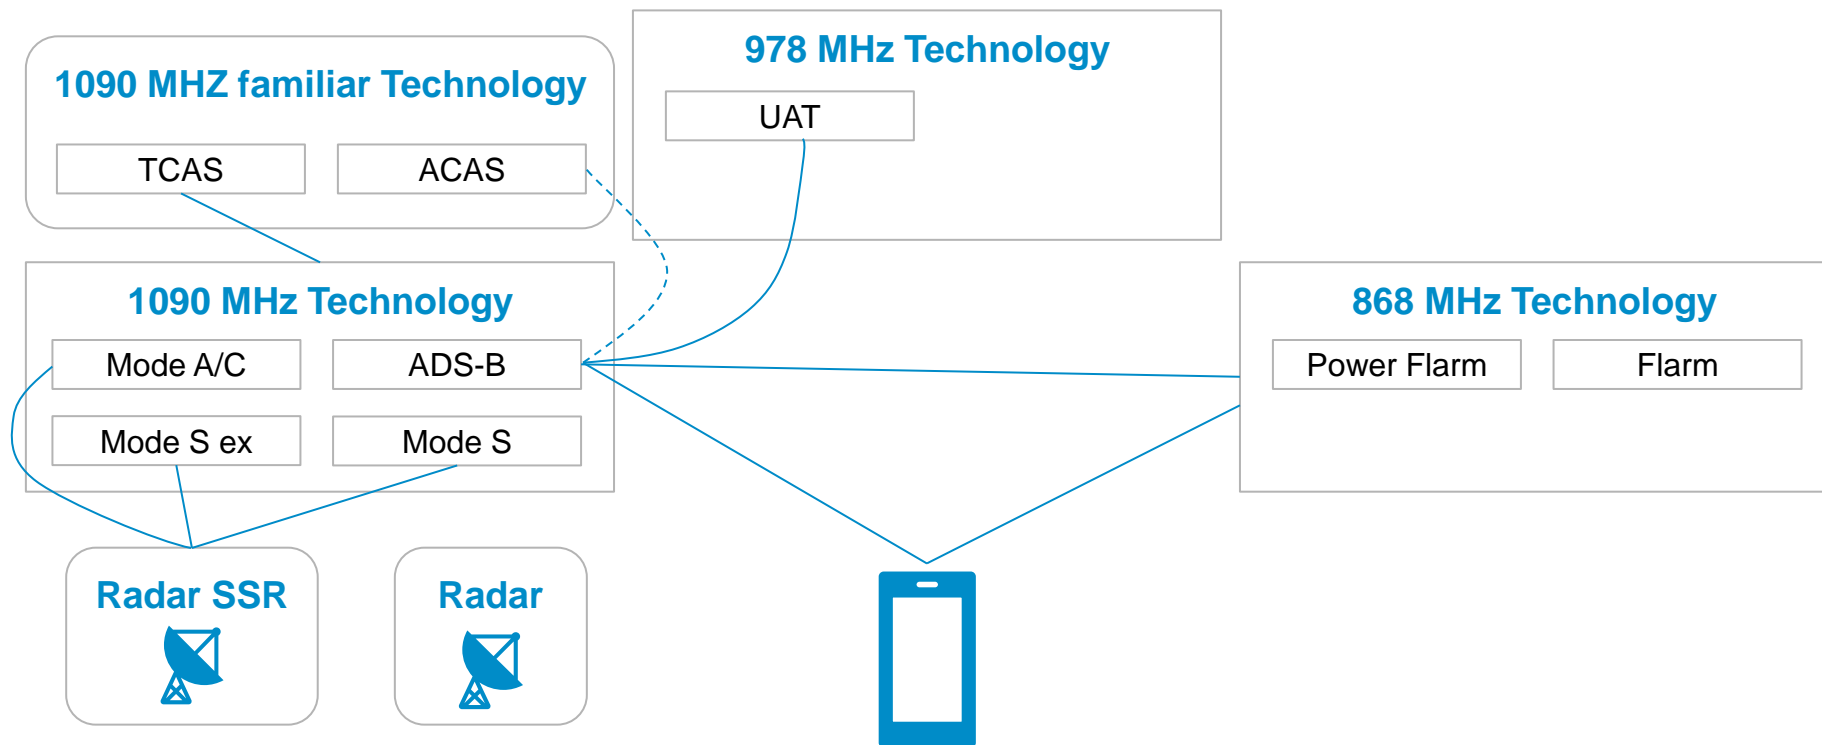 1090 MHZ familiar Technology
TCAS
ACAS
978 MHz Technology
UAT
1090 MHz Technology
Mode A/C
ADS-B
Mode S ex
Mode S
868 MHz Technology
Power Flarm
Flarm
Radar SSR
Radar